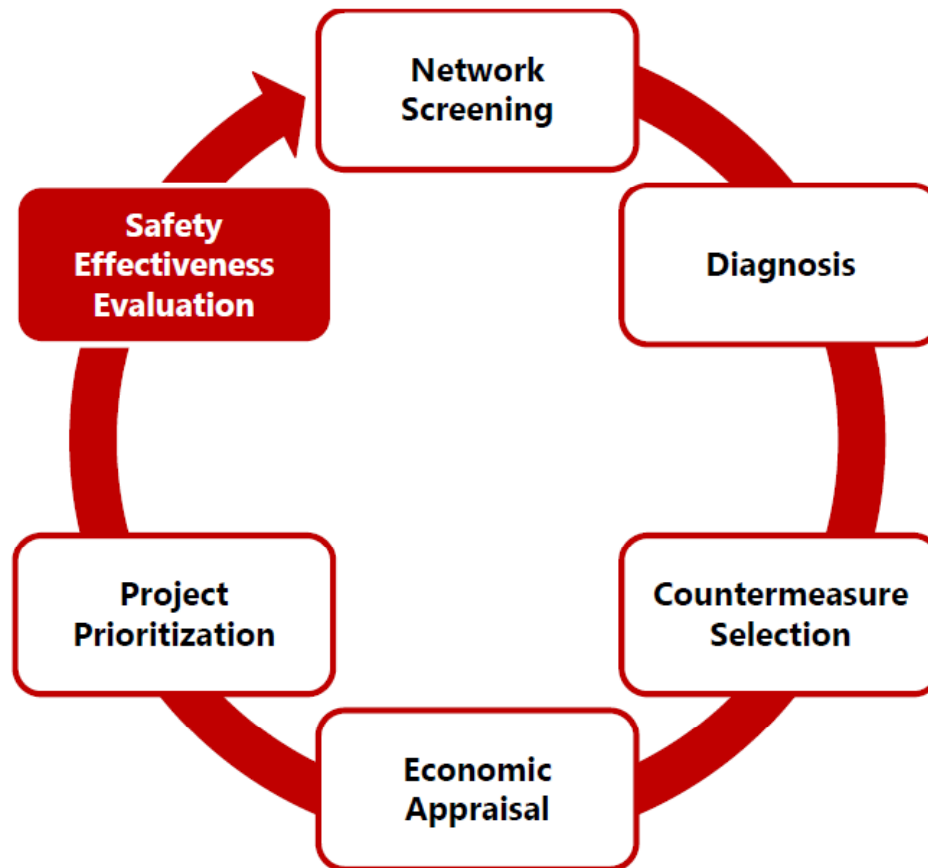 Network
Screening
Diagnosis
Countermeasure
Selection
Economic
Appraisal
Project
Prioritization
Safety
Effectiveness
Evaluation